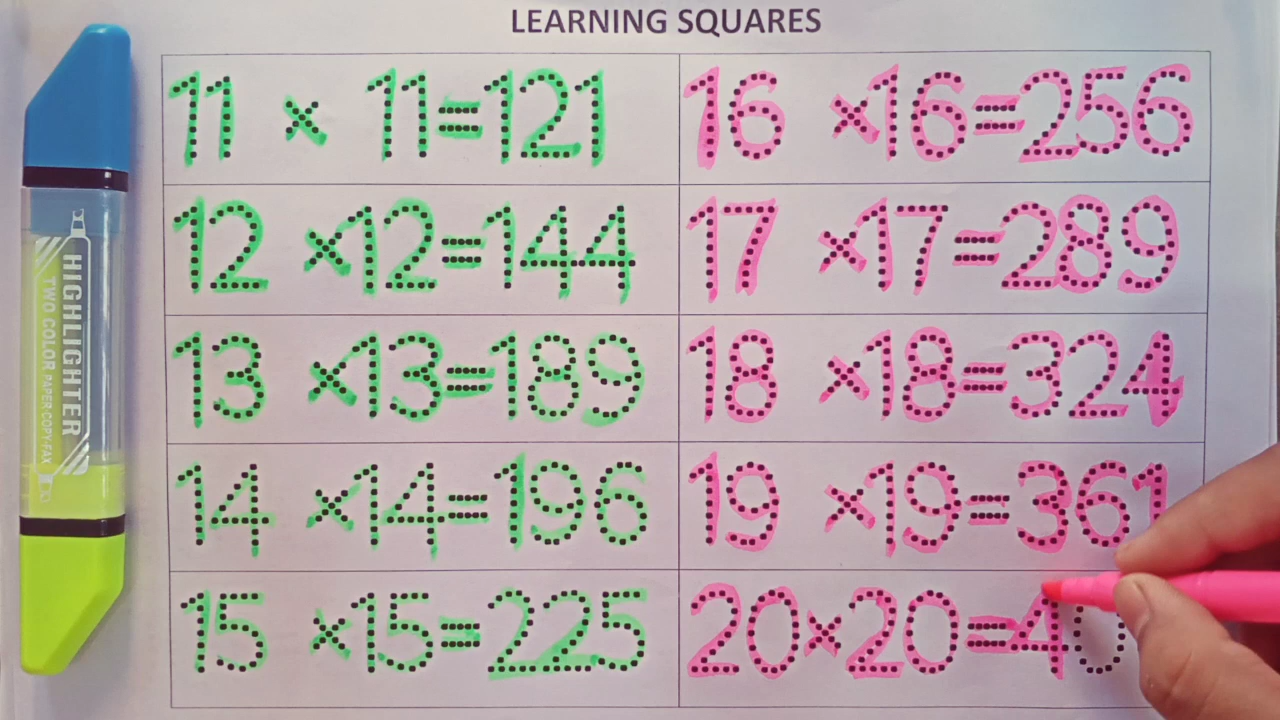 LEARNING SQUARES
11 × 11=121
12 ×12=144
13 ×13=189
14 ×14=196
15 ×15=225
16 ×16=256
17 ×17=289
18 ×18=324
19 ×19=361
20×20=40
HIGHLIGHTER
TWO COLOR PAPER·COPY·FAX